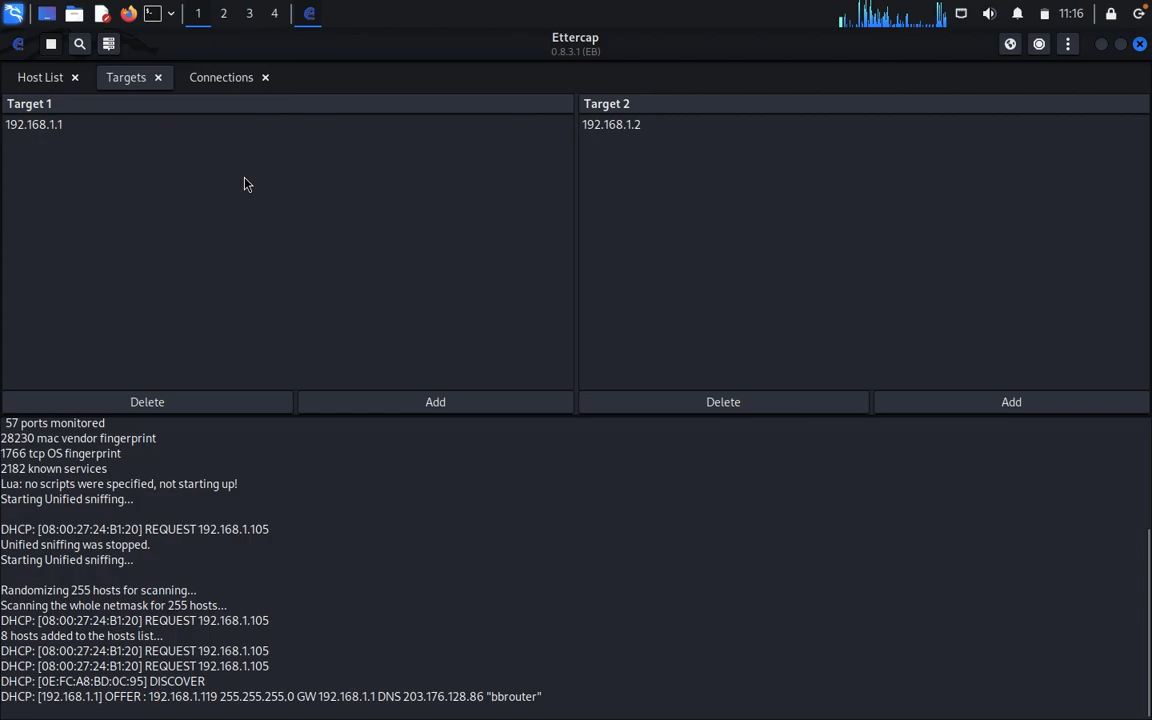 1 2 3 4 11:16
Ettercap
0.8.3.1 (EB)
Host List × Targets × Connections ×
Target 1 Target 2
192.168.1.1 192.168.1.2
Delete Add Delete Add
57 ports monitored
28230 mac vendor fingerprint
1766 tcp OS fingerprint
2182 known services
Lua: no scripts were specified, not starting up!
Starting Unified sniffing...
DHCP: [08:00:27:24:B1:20] REQUEST 192.168.1.105
Unified sniffing was stopped.
Starting Unified sniffing...
Randomizing 255 hosts for scanning...
Scanning the whole netmask for 255 hosts...
DHCP: [08:00:27:24:B1:20] REQUEST 192.168.1.105
8 hosts added to the hosts list...
DHCP: [08:00:27:24:B1:20] REQUEST 192.168.1.105
DHCP: [08:00:27:24:B1:20] REQUEST 192.168.1.105
DHCP: [0E:FC:A8:BD:0C:95] DISCOVER
DHCP: [192.168.1.1] OFFER : 192.168.1.119 255.255.255.0 GW 192.168.1.1 DNS 203.176.128.86 "bbrouter"